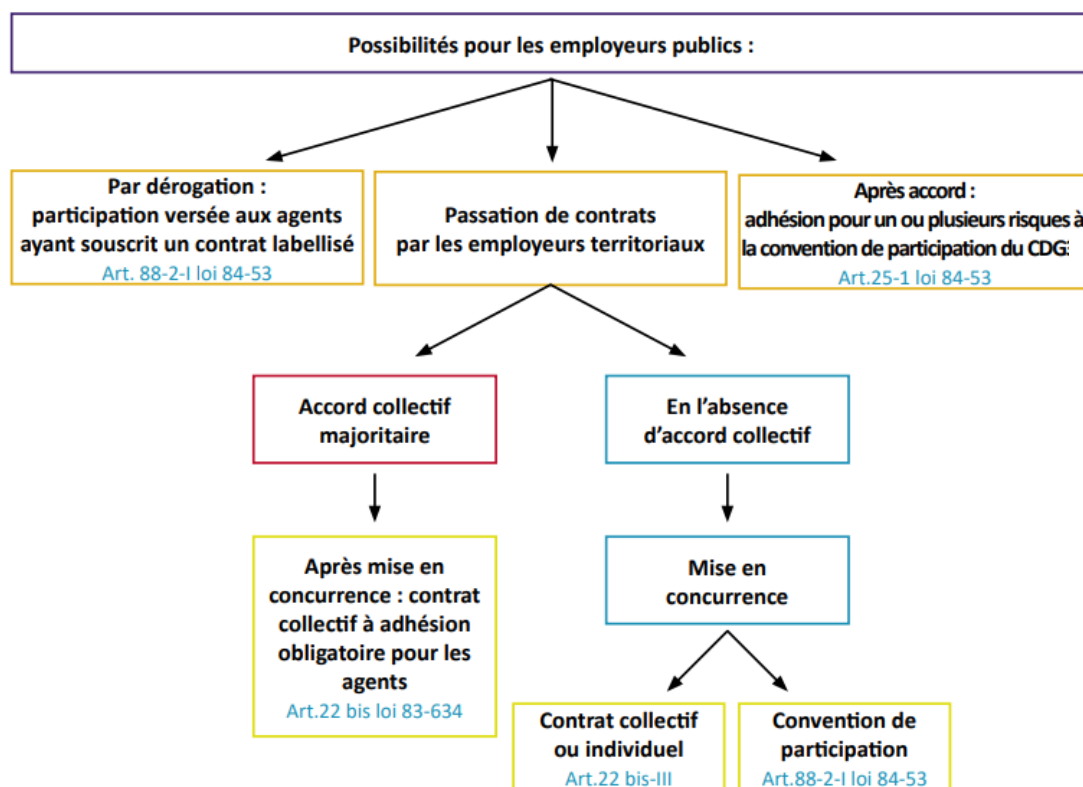 Possibilités pour les employeurs publics :
Par dérogation :
participation versée aux agents
ayant souscrit un contrat labellisé
Art. 88-2-I loi 84-53
Passation de contrats
par les employeurs territoriaux
Après accord :
adhésion pour un ou plusieurs risques à
la convention de participation du
Art.25-1 loi 84-53
Accord collectif
majoritaire
En l’absence
d’accord collectif
Après mise en
concurrence : contrat
collectif à adhésion
obligatoire pour les
agents
Art.22 bis loi 83-634
Mise en
concurrence
Contrat collectif
ou individuel
Art.22 bis-III
Convention de
participation
Art.88-2-I loi 84-53